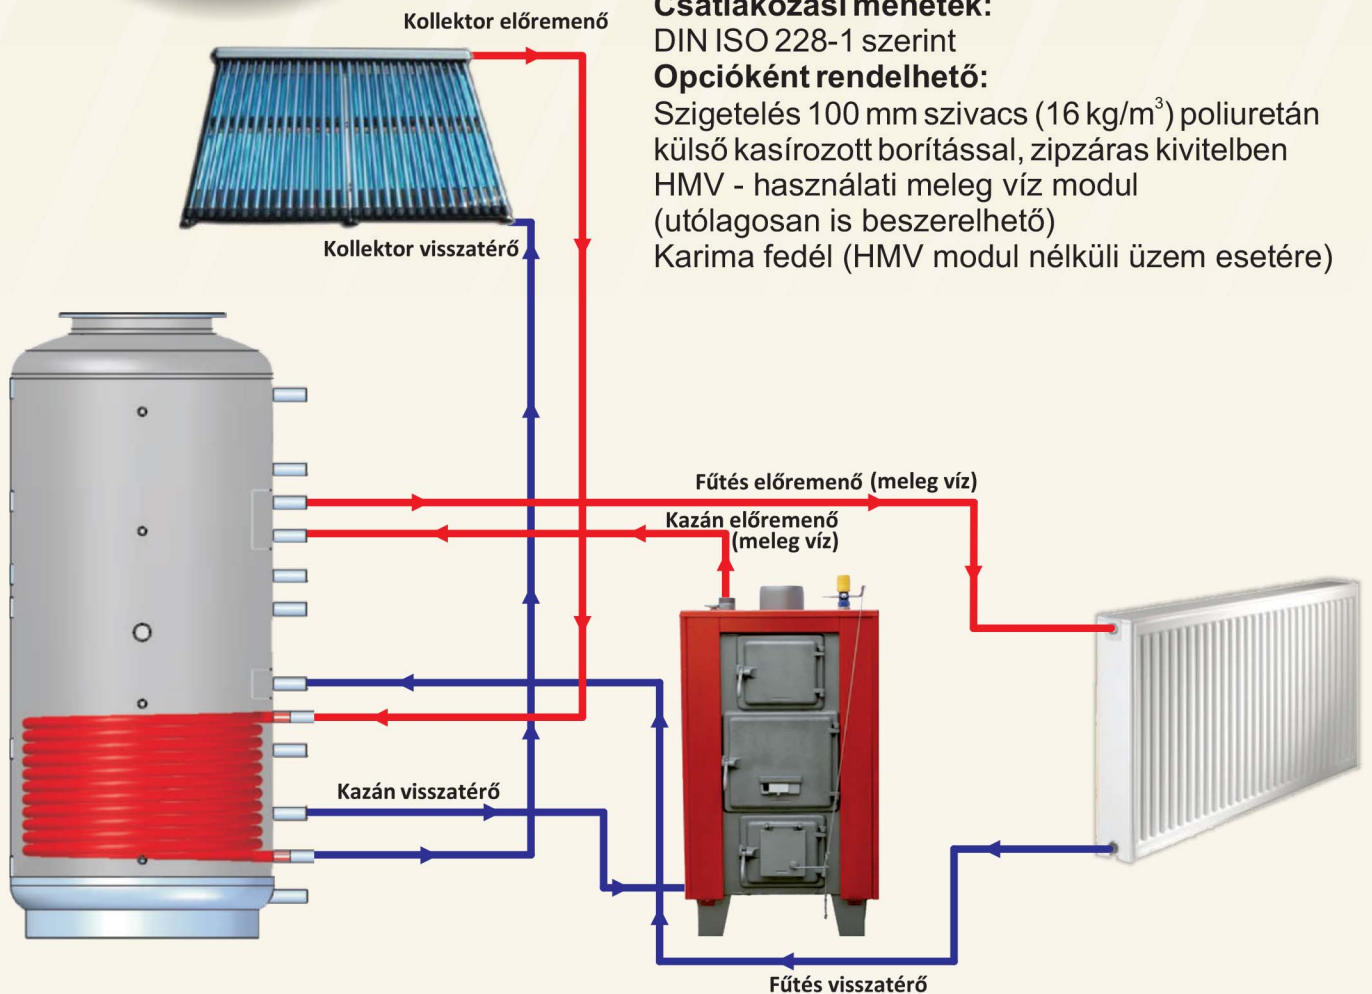 Csatlakozási menetek:
DIN ISO 228-1 szerint
Opcióként rendelhető:
Szigetelés 100 mm szivacs (16 kg/m³) poliuretán
külső kasírozott borítással, zipzáras kivitelben
HMV - használati meleg víz modul
(utólagosan is beszerelhető)
Karima fedél (HMV modul nélküli üzem esetére)
Kollektor előremenő
Kollektor visszatérő
Fűtés előremenő (meleg víz)
Kazán előremenő
(meleg víz)
Kazán visszatérő
Fűtés visszatérő